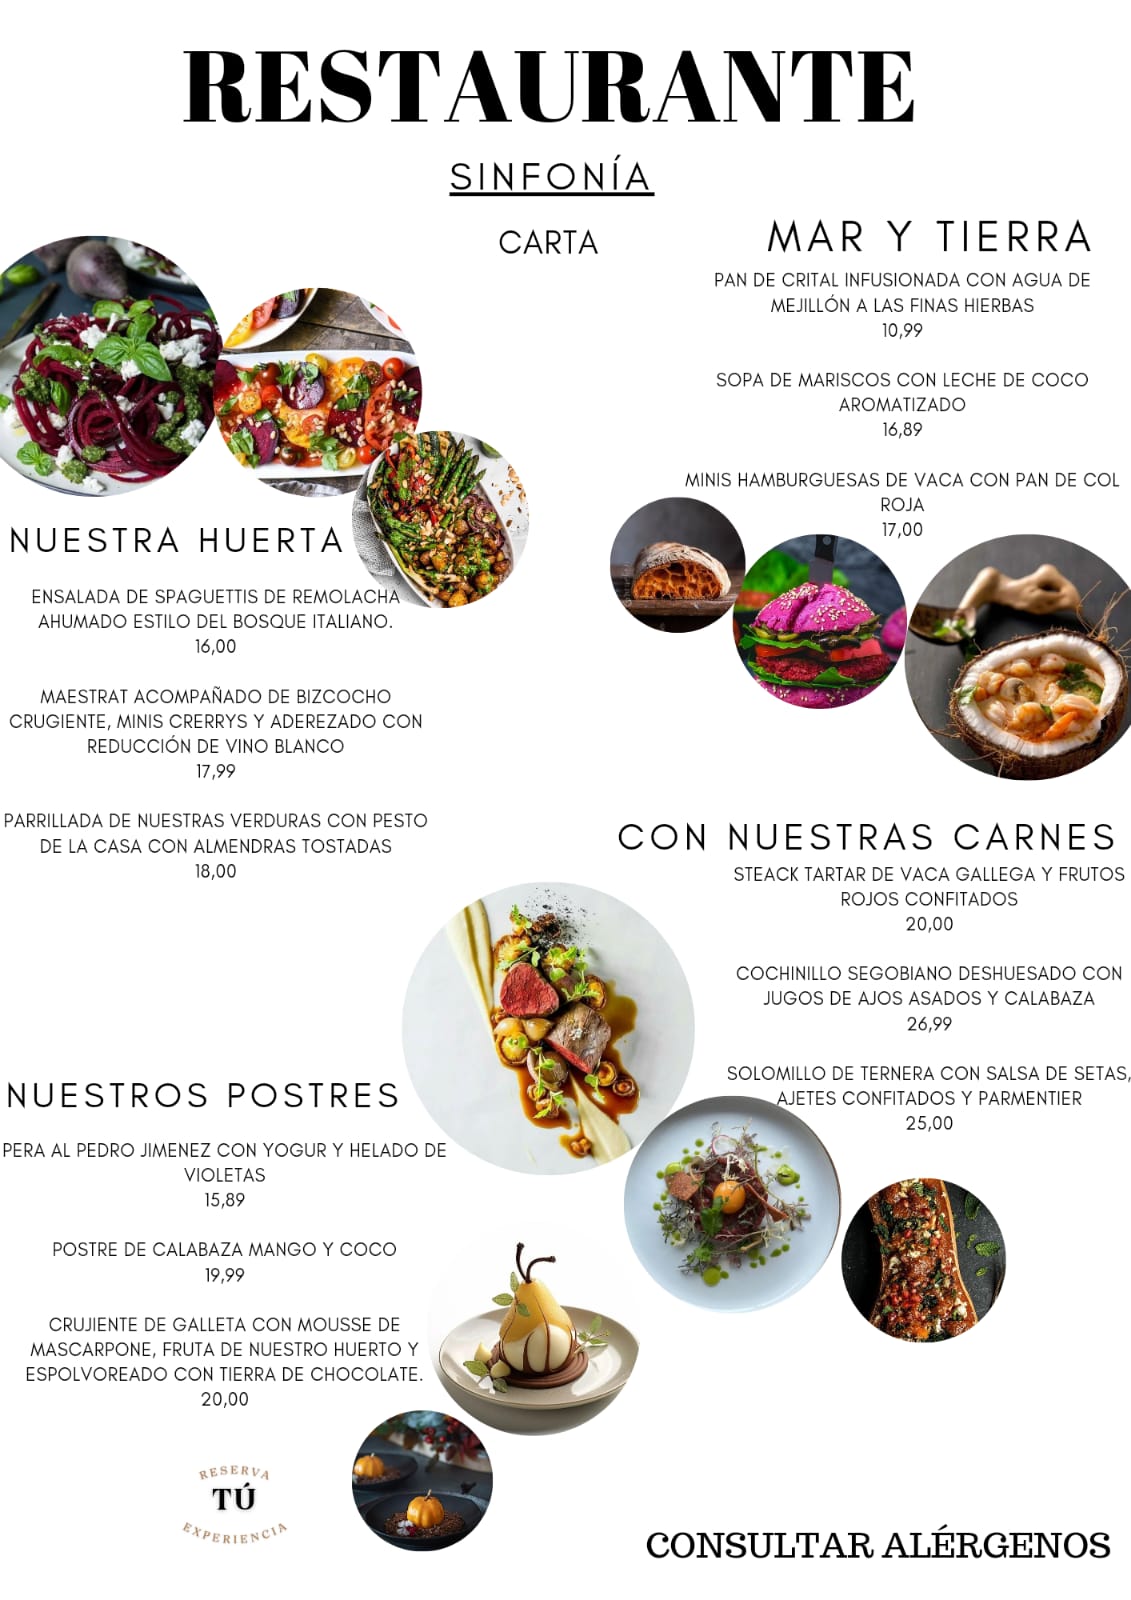 RESTAURANTE
SINFONÍA
CARTA
MAR Y TIERRA
PAN DE CRITAL INFUSIONADA CON AGUA DE
MEJILLÓN A LAS FINAS HIERBAS
10,99
SOPA DE MARISCOS CON LECHE DE COCO
AROMATIZADO
16,89
MINIS HAMBURGUESAS DE VACA CON PAN DE COL
ROJA
17,00
NUESTRA HUERTA
ENSALADA DE SPAGUETTIS DE REMOLACHA
AHUMADO ESTILO DEL BOSQUE ITALIANO.
16,00
MAESTRAT ACOMPAÑADO DE BIZCOCHO
CRUGIENTE, MINIS CRERRYS Y ADEREZADO CON
REDUCCIÓN DE VINO BLANCO
17,99
PARRILLADA DE NUESTRAS VERDURAS CON PESTO
DE LA CASA CON ALMENDRAS TOSTADAS
18,00
CON NUESTRAS CARNES
STEACK TARTAR DE VACA GALLEGA Y FRUTOS
ROJOS CONFITADOS
20,00
COCHINILLO SEGOBIANO DESHUESADO CON
JUGOS DE AJOS ASADOS Y CALABAZA
26,99
SOLOMILLO DE TERNERA CON SALSA DE SETAS,
AJETES CONFITADOS Y PARMENTIER
25,00
NUESTROS POSTRES
PERA AL PEDRO JIMENEZ CON YOGUR Y HELADO DE
VIOLETAS
15,89
POSTRE DE CALABAZA MANGO Y COCO
19,99
CRUJIENTE DE GALLETA CON MOUSSE DE
MASCARPONE, FRUTA DE NUESTRO HUERTO Y
ESPOLVOREADO CON TIERRA DE CHOCOLATE.
20,00
RESERVA
TÚ
EXPERIENCIA
CONSULTAR ALÉRGENOS